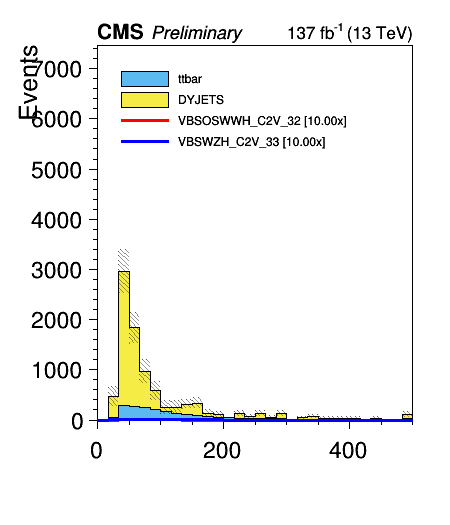 CMS Preliminary 137 fb⁻¹ (13 TeV)
Events
7000
6000
5000
4000
3000
2000
1000
0
ttbar
DYJETS
VBSOSWWH_C2V_32 [10.00x]
VBSWZH_C2V_33 [10.00x]
0 200 400